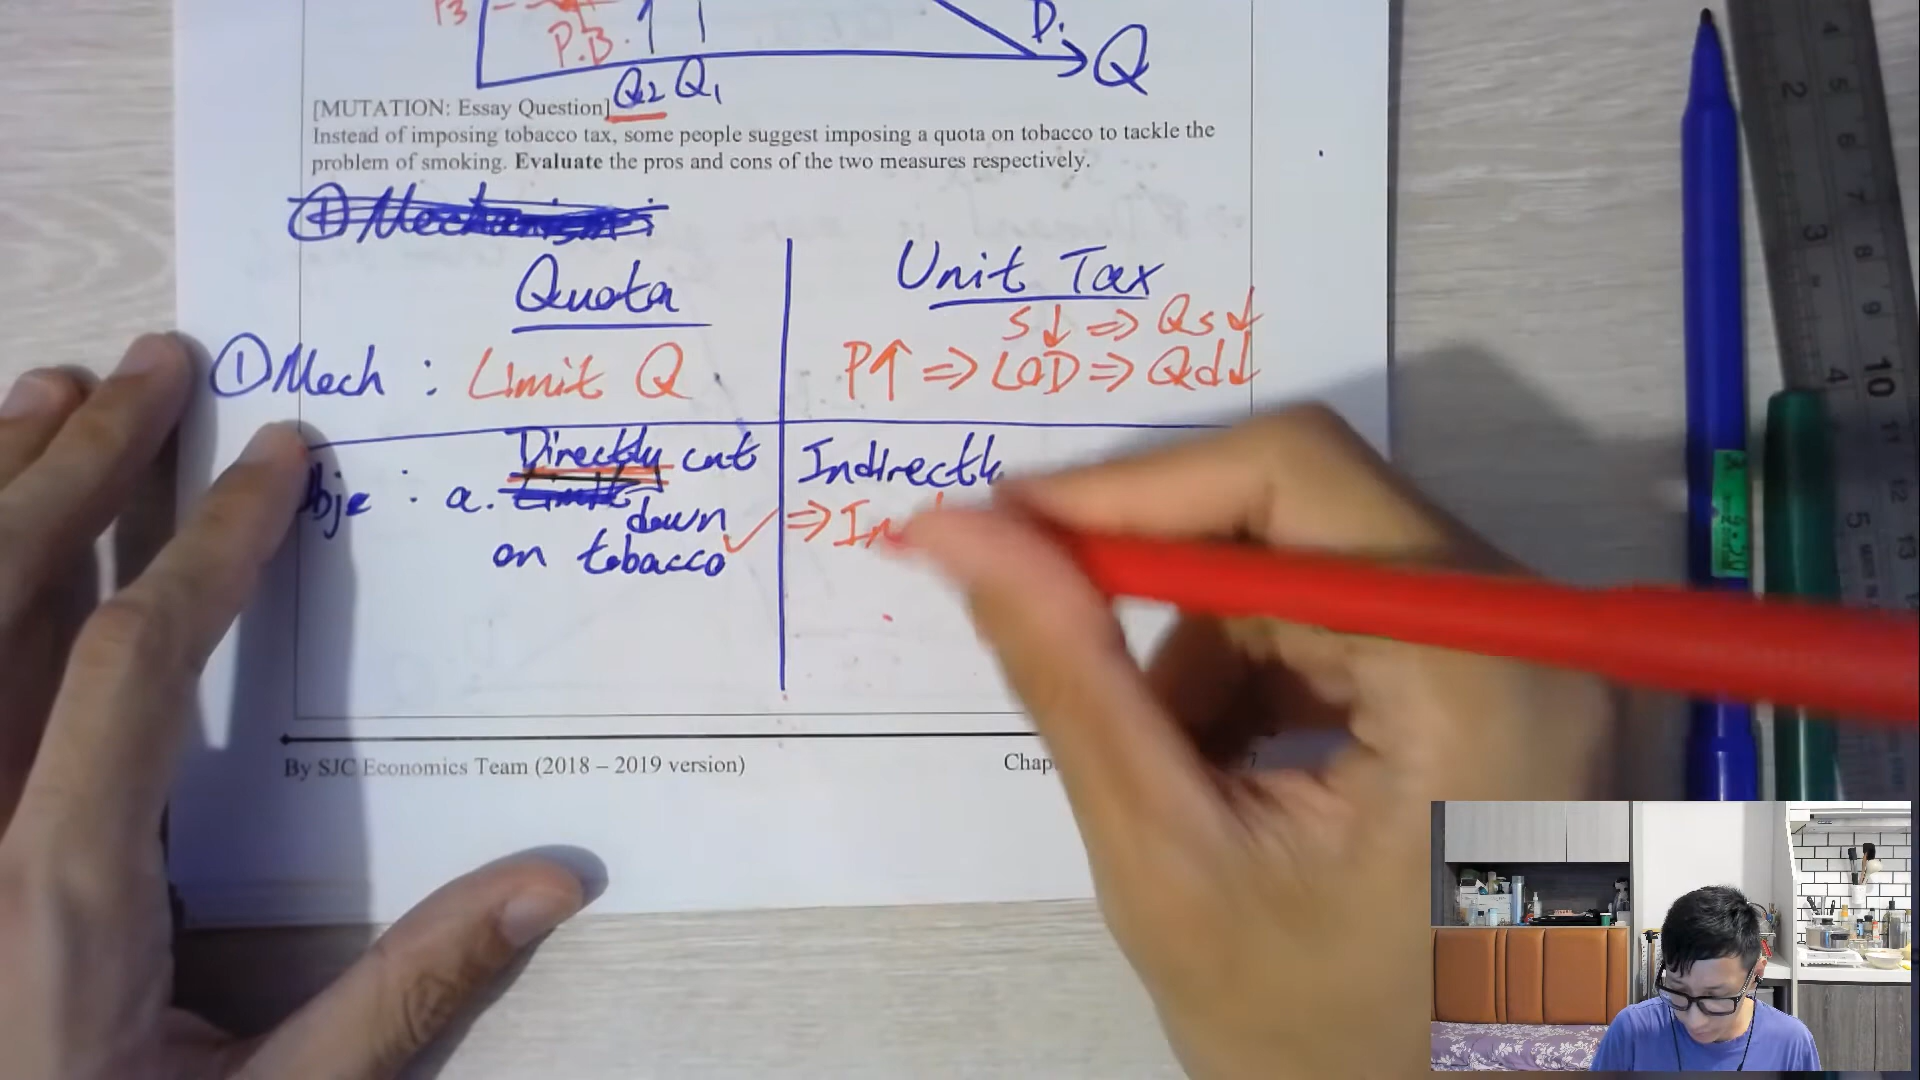 P3
P.B.
D.
Q
Q2 Q1
[MUTATION: Essay Question]
Instead of imposing tobacco tax, some people suggest imposing a quota on tobacco to tackle the
problem of smoking. Evaluate the pros and cons of the two measures respectively.
Quota
Unit Tax
S↓ ⇒ Qs↓
① Mech : Limit Q
P↑ ⇒ LOD ⇒ Qd↓
Directly cut
Indirectly
: a.
down
⇒
on tobacco
By SJC Economics Team (2018 – 2019 version)
Chap